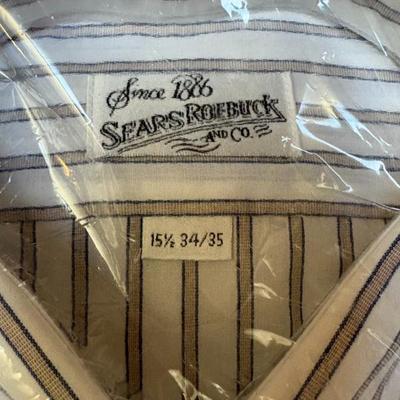 Since 1886
SEARS ROEBUCK
AND CO.
15½ 34/35